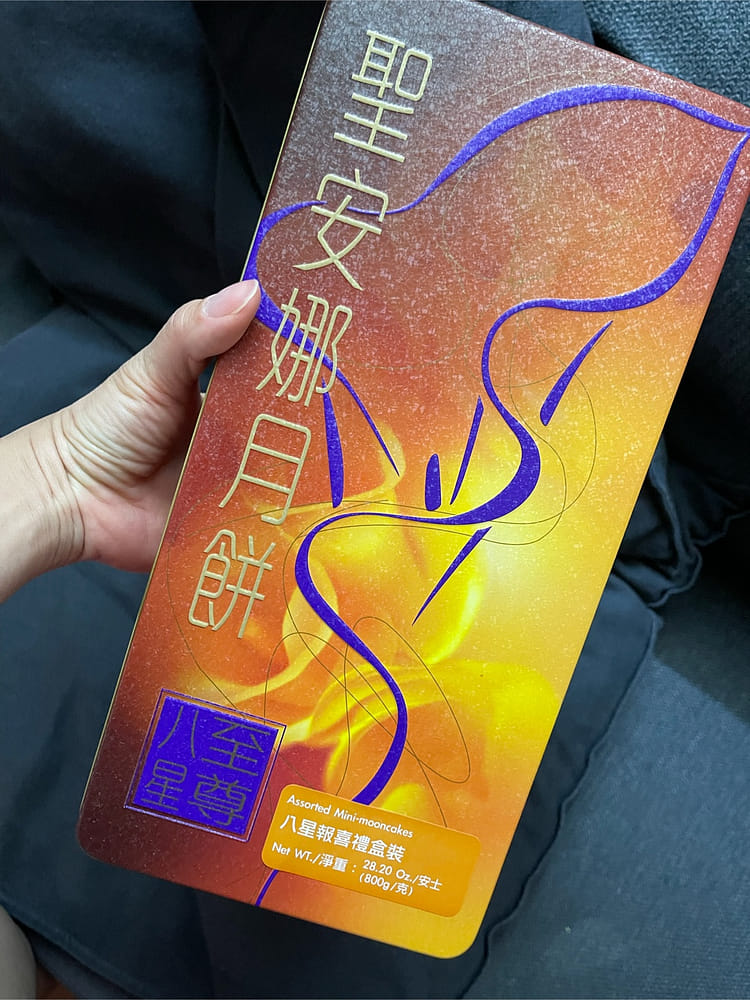 聖安娜月餅
至尊
八星
Assorted Mini-mooncakes
八星報喜禮盒裝
Net WT./淨重: 28.20 Oz./安士
(800g/克)